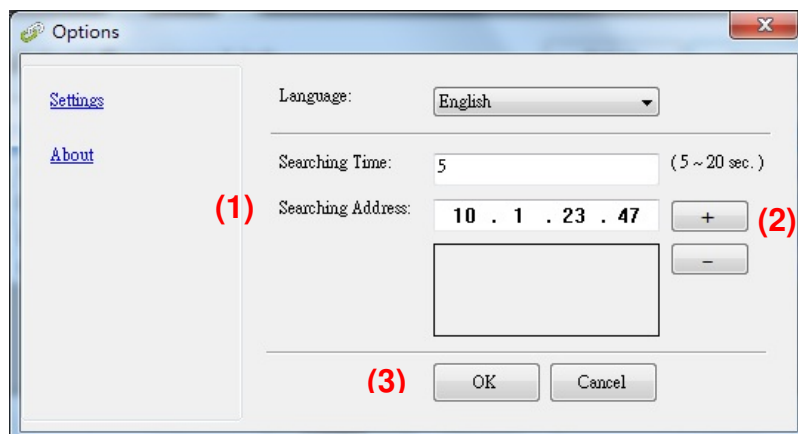 Options
Settings
About
Language:
English
Searching Time:
5
( 5 ~ 20 sec. )
(1)
Searching Address:
10 . 1 . 23 . 47
+
(2)
-
(3)
OK
Cancel